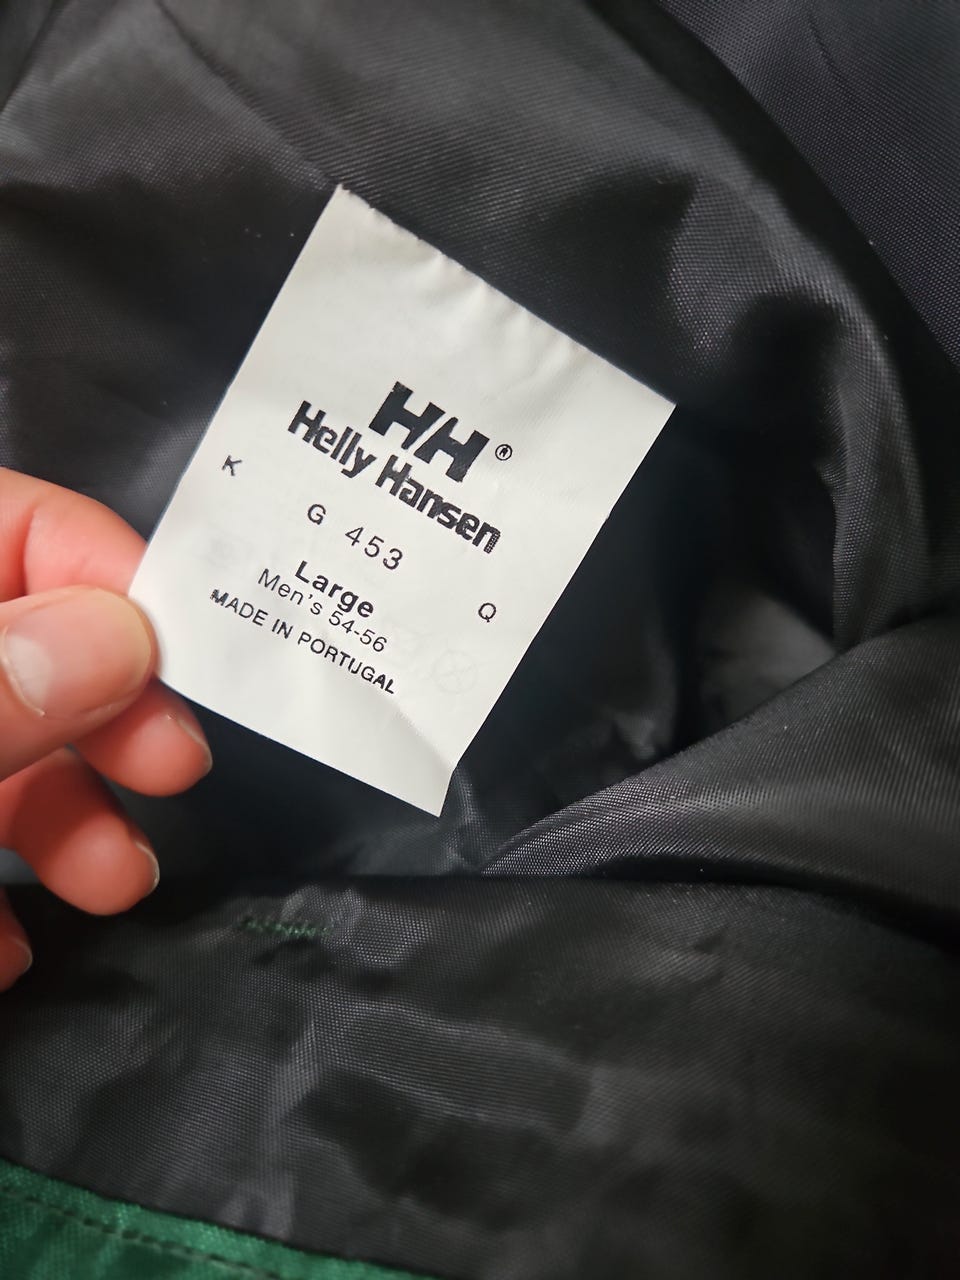 HH®
Helly Hansen
K
G 453
Large
Men's 54-56
Q
MADE IN PORTUGAL